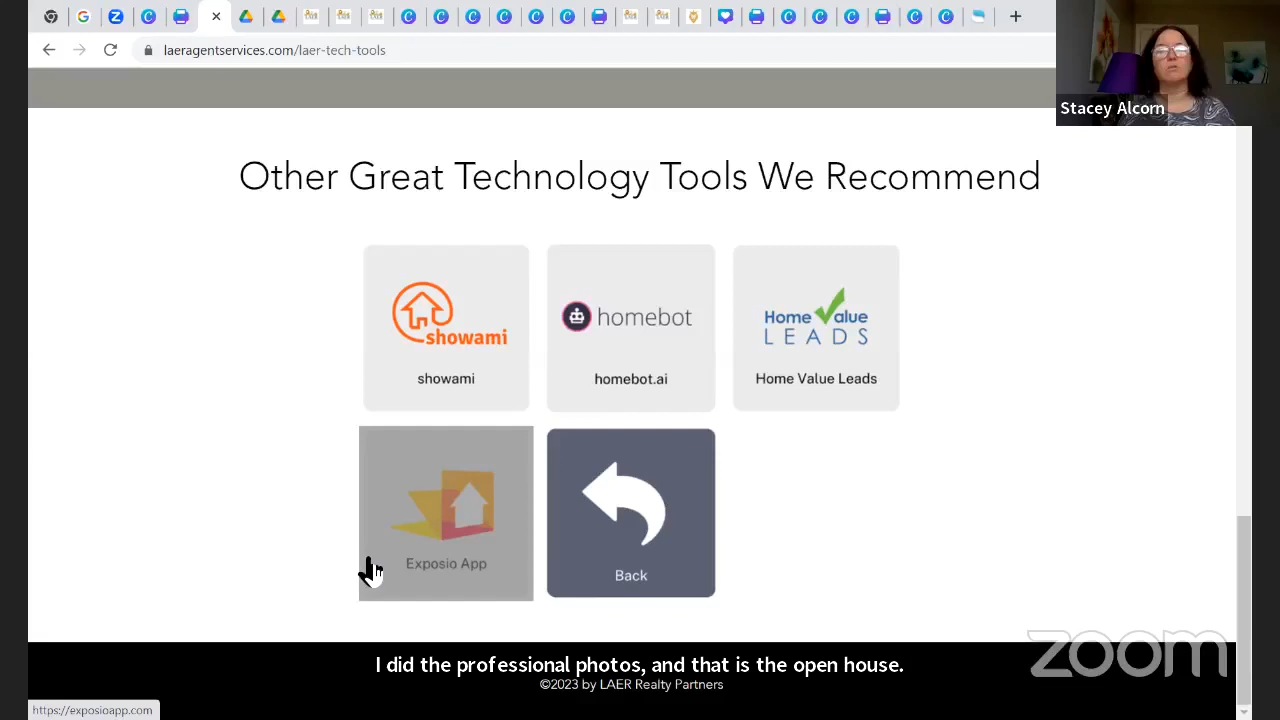 laeragentservices.com/laer-tech-tools
Stacey Alcorn
Other Great Technology Tools We Recommend
showami
homebot
Home Value
LEADS
showami
homebot.ai
Home Value Leads
Exposio App
Back
I did the professional photos, and that is the open house.
©2023 by LAER Realty Partners
zoom
https://exposioapp.com